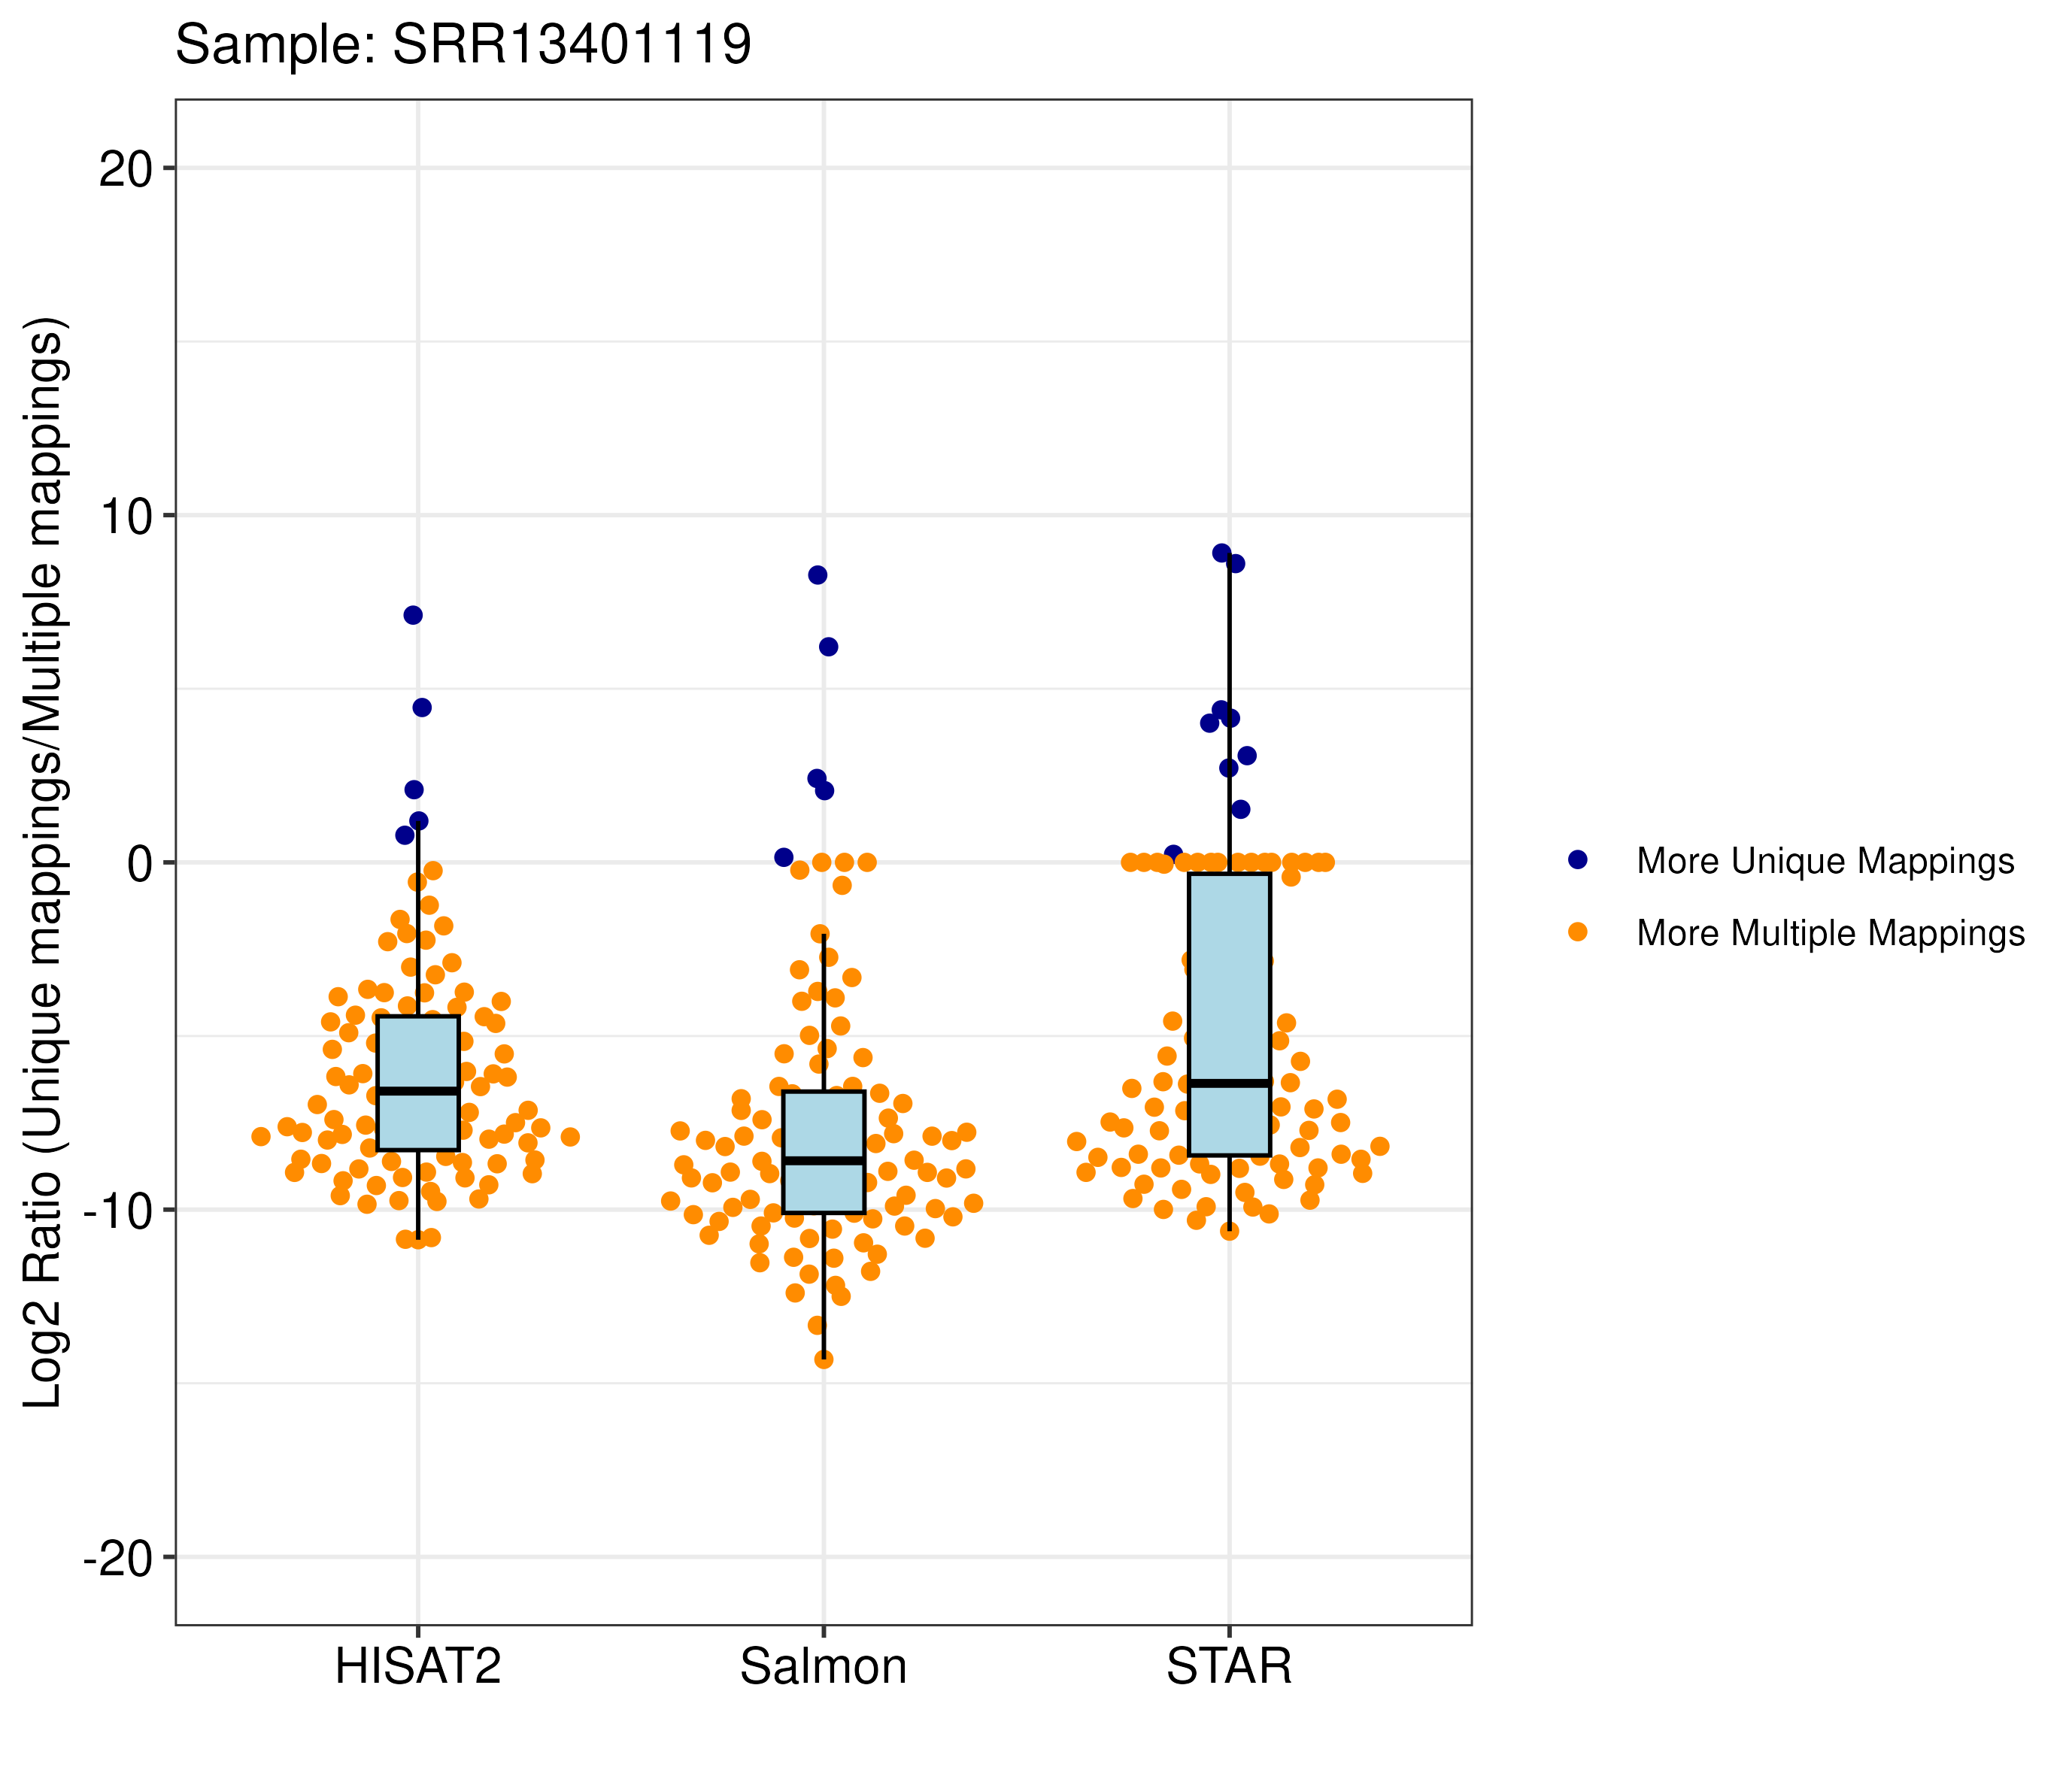 Sample: SRR13401119
Log2 Ratio (Unique mappings/Multiple mappings)
20
10
0
-10
-20
HISAT2
Salmon
STAR
More Unique Mappings
More Multiple Mappings